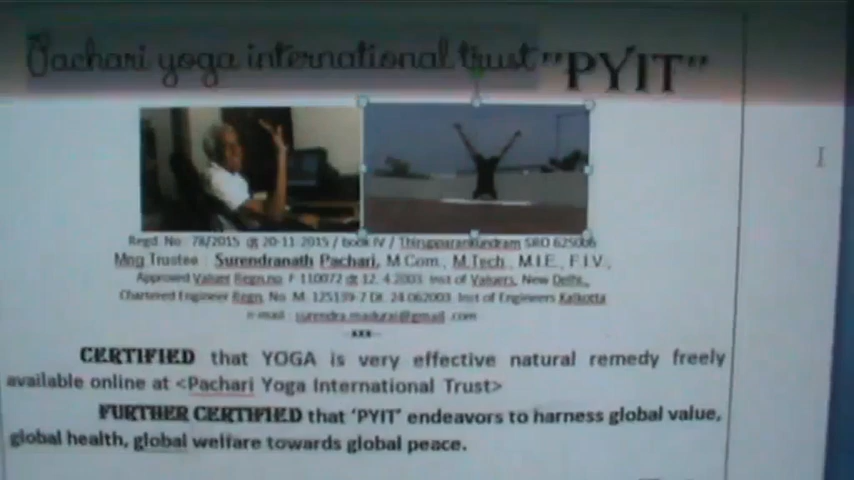 Pachari yoga international trust "PYIT"
Regd. No : 78/2015 dt 20-11-2015 / book IV / Thirupparankundram SRO 625006
Mng Trustee : Surendranath Pachari, M.Com., M.Tech., M.I.E., F.I.V.,
Approved Valuer Regn.no. F 110072 dt 12. 4.2003 Inst of Valuers, New Delhi.,
Chartered Engineer Regn. No. M. 125139-7 Dt. 24.062003 Inst of Engineers Kalkotta
e-mail : surendra.madurai@gmail .com
-xxx-
CERTIFIED that YOGA is very effective natural remedy freely
available online at <Pachari Yoga International Trust>
FURTHER CERTIFIED that 'PYIT' endeavors to harness global value,
global health, global welfare towards global peace.